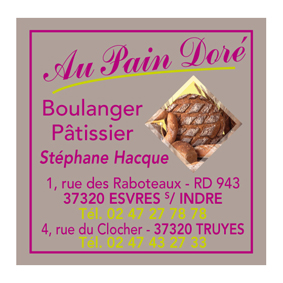 Au Pain Doré
Boulanger
Pâtissier
Stéphane Hacque
1, rue des Raboteaux - RD 943
37320 ESVRES S/ INDRE
Tél. 02 47 27 78 78
4, rue du Clocher - 37320 TRUYES
Tél. 02 47 43 27 33